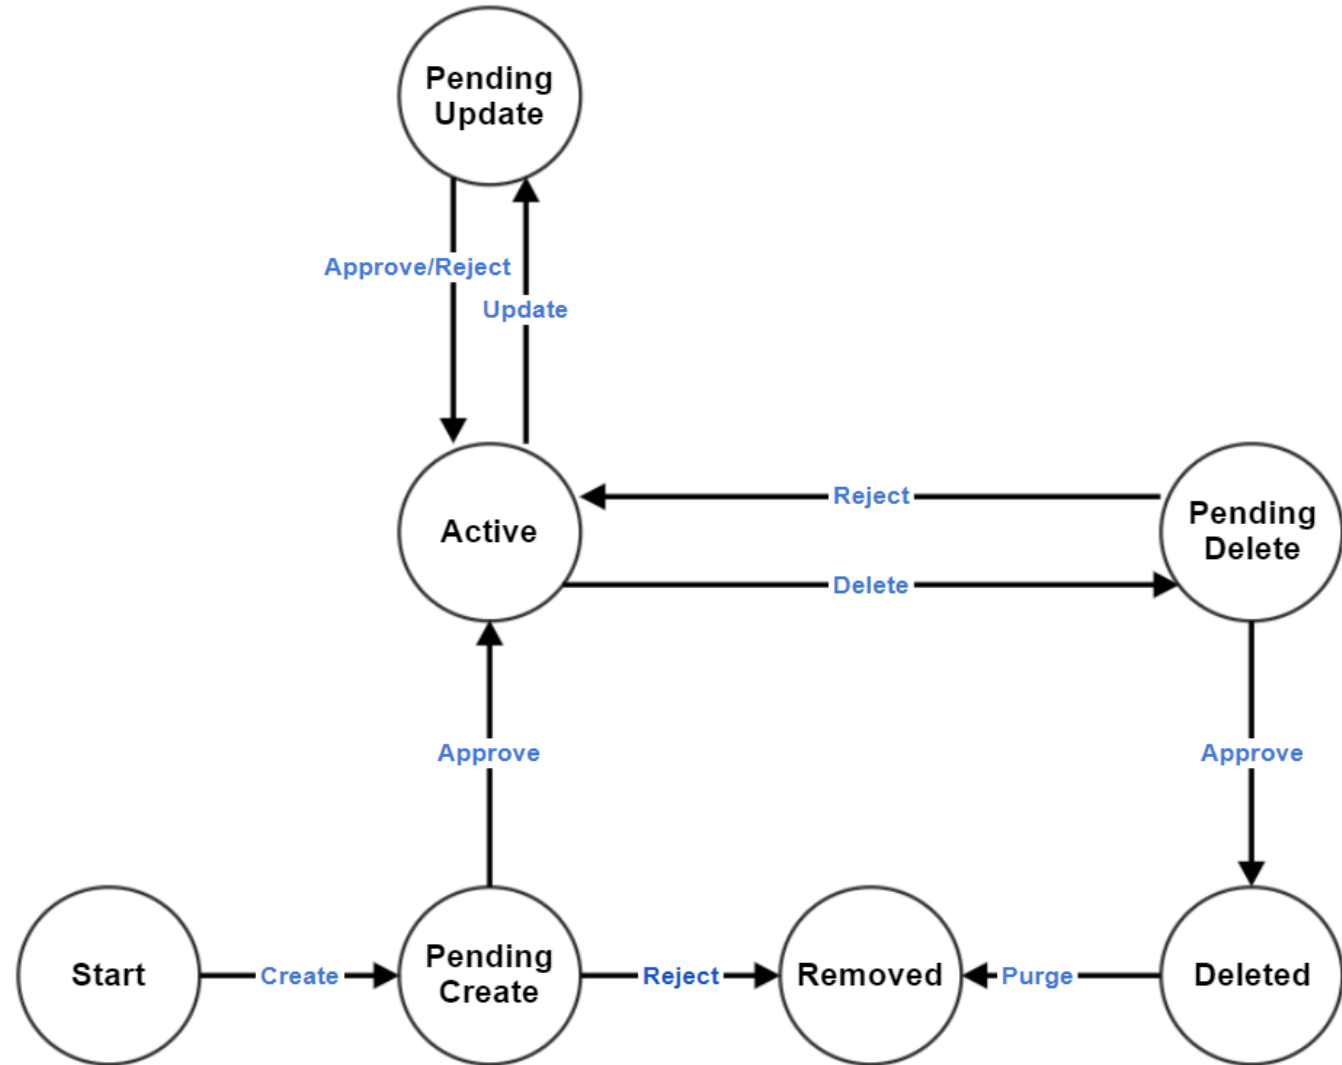 Pending
Update
Approve/Reject
Update
Reject
Active
Pending
Delete
Delete
Approve
Approve
Start
Create
Pending
Create
Reject
Removed
Purge
Deleted